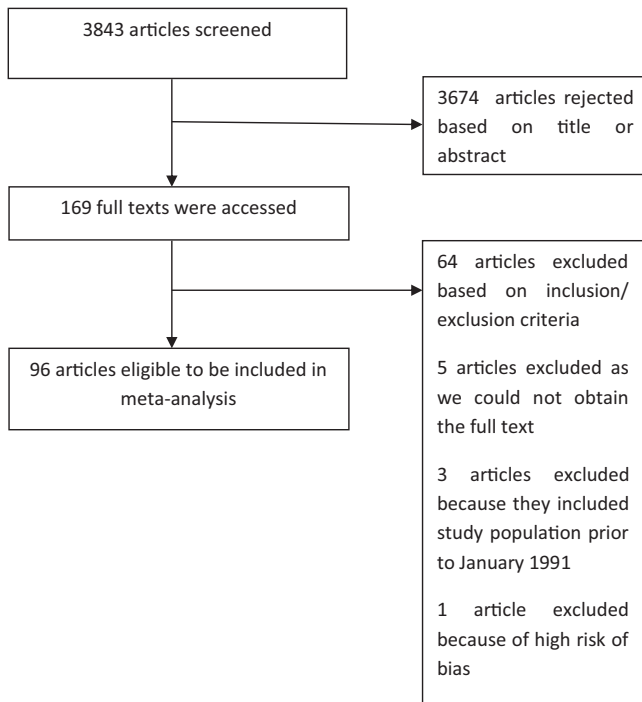 3843 articles screened
3674 articles rejected
based on title or
abstract
169 full texts were accessed
64 articles excluded
based on inclusion/
exclusion criteria
96 articles eligible to be included in
meta-analysis
5 articles excluded as
we could not obtain
the full text
3 articles excluded
because they included
study population prior
to January 1991
1 article excluded
because of high risk of
bias